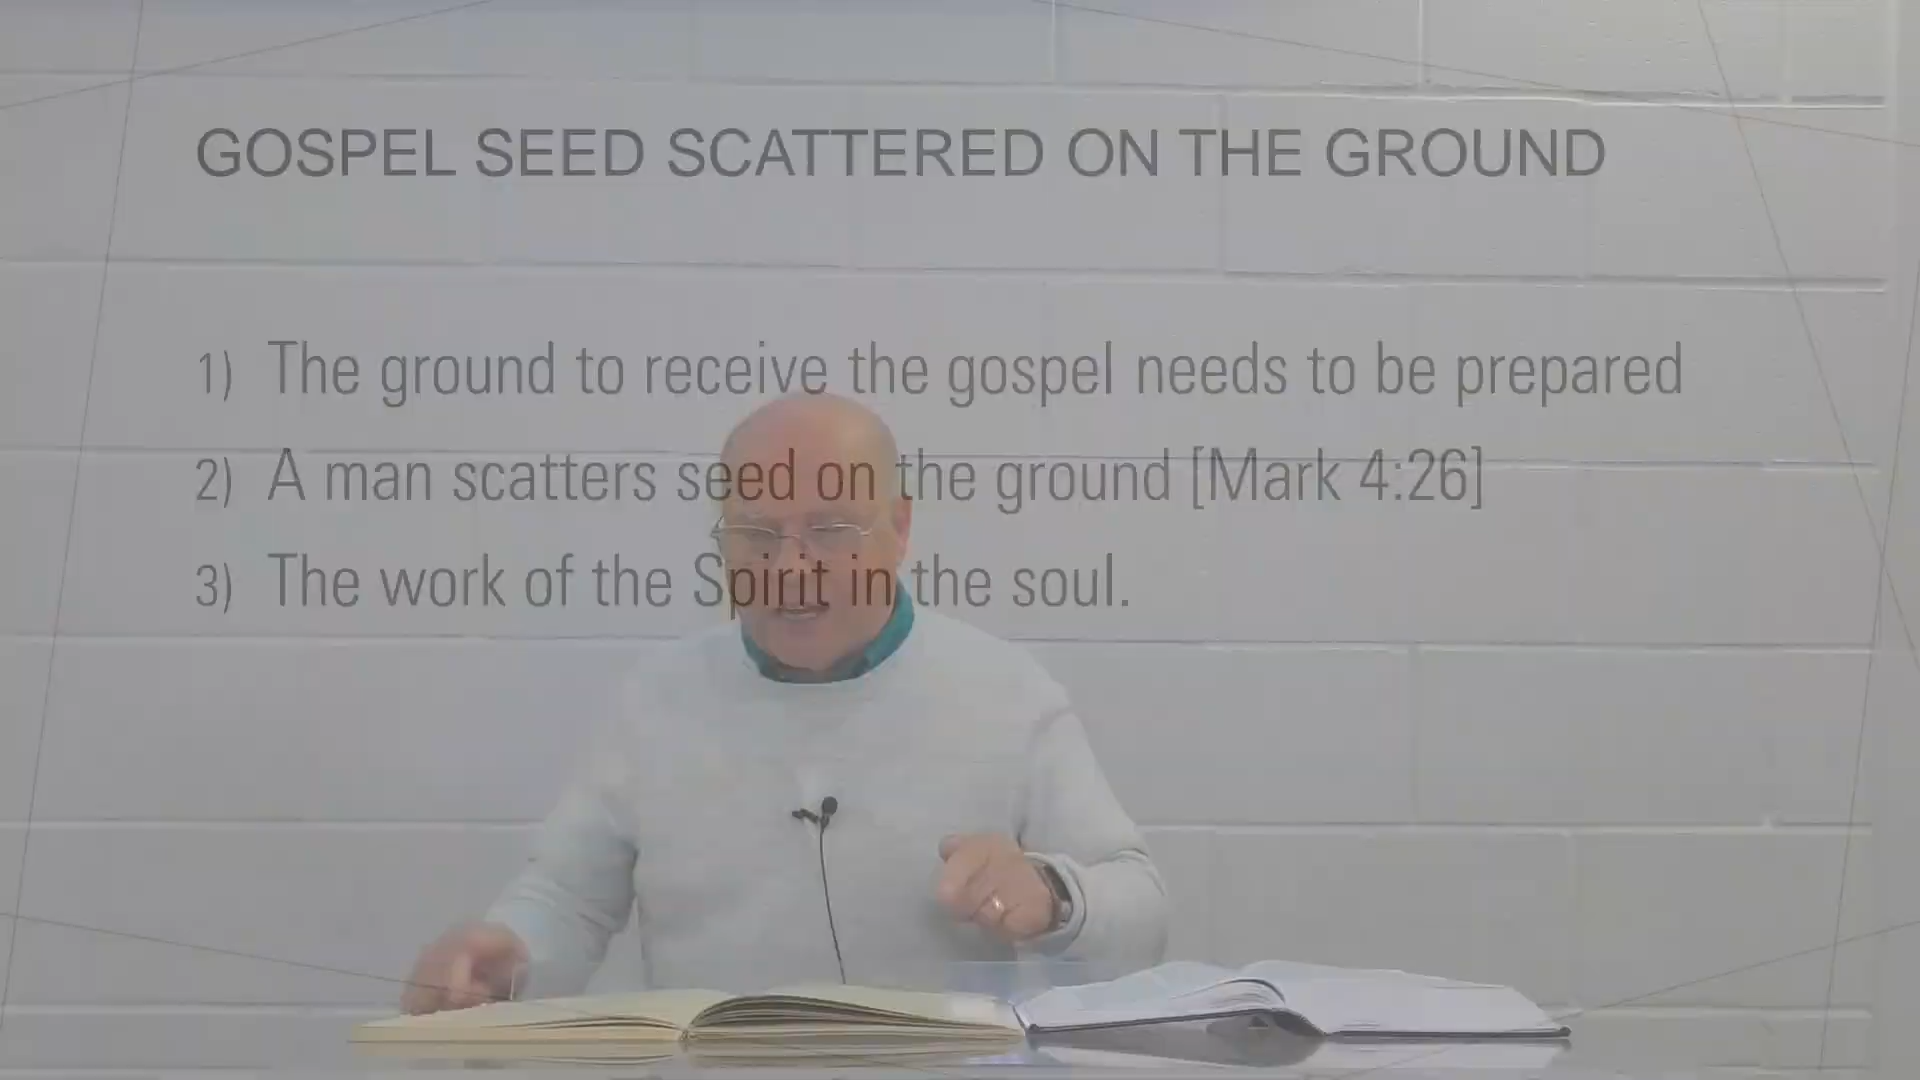 GOSPEL SEED SCATTERED ON THE GROUND
1) The ground to receive the gospel needs to be prepared
2) A man scatters seed on the ground [Mark 4:26]
3) The work of the Spirit in the soul.